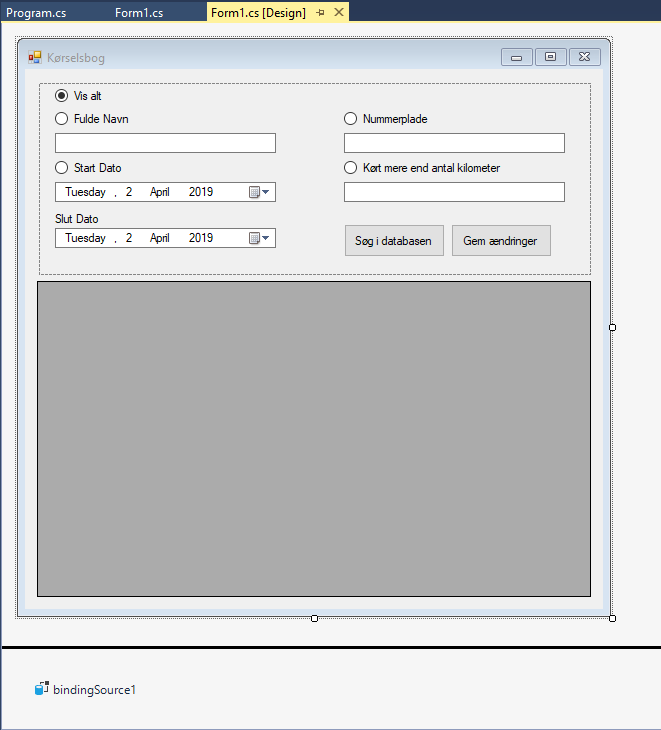 Program.cs Form1.cs Form1.cs [Design]
Kørselsbog
Vis alt
Fulde Navn Nummerplade
Start Dato Kørt mere end antal kilometer
Tuesday , 2 April 2019
Slut Dato
Tuesday , 2 April 2019 Søg i databasen Gem ændringer
bindingSource1